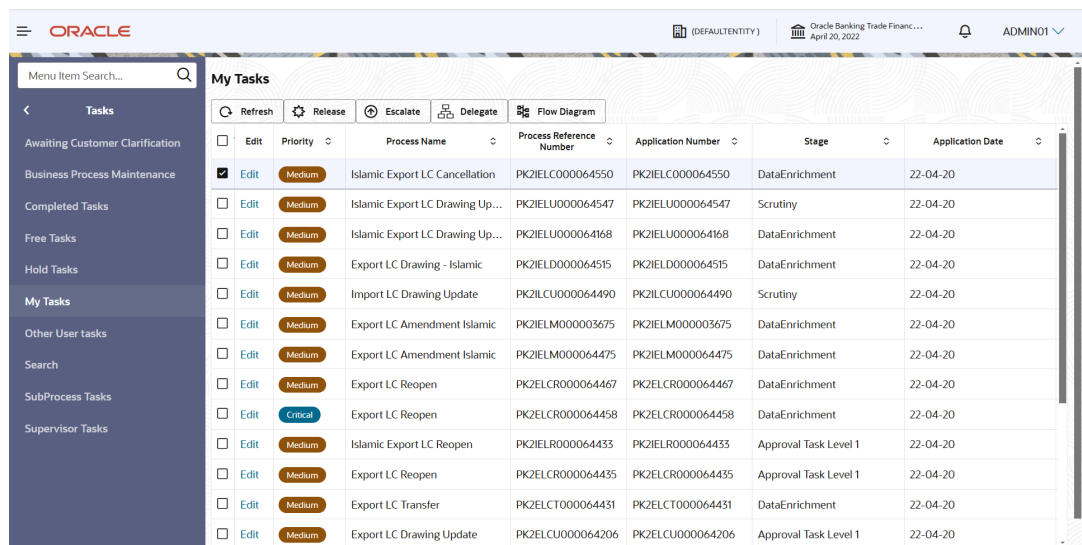 ORACLE
(DEFAULTENTITY )
Oracle Banking Trade Financ...
April 20, 2022
ADMIN01
Menu Item Search...
Tasks
Awaiting Customer Clarification
Business Process Maintenance
Completed Tasks
Free Tasks
Hold Tasks
My Tasks
Other User tasks
Search
SubProcess Tasks
Supervisor Tasks
My Tasks
Refresh Release Escalate Delegate Flow Diagram
Edit Priority Process Name Process Reference Number Application Number Stage Application Date
Edit Medium Islamic Export LC Cancellation PK2IELC000064550 PK2IELC000064550 DataEnrichment 22-04-20
Edit Medium Islamic Export LC Drawing Up... PK2IELU000064547 PK2IELU000064547 Scrutiny 22-04-20
Edit Medium Islamic Export LC Drawing Up... PK2IELU000064168 PK2IELU000064168 DataEnrichment 22-04-20
Edit Medium Export LC Drawing - Islamic PK2IELD000064515 PK2IELD000064515 DataEnrichment 22-04-20
Edit Medium Import LC Drawing Update PK2ILCU000064490 PK2ILCU000064490 Scrutiny 22-04-20
Edit Medium Export LC Amendment Islamic PK2IELM000003675 PK2IELM000003675 DataEnrichment 22-04-20
Edit Medium Export LC Amendment Islamic PK2IELM000064475 PK2IELM000064475 DataEnrichment 22-04-20
Edit Medium Export LC Reopen PK2ELCR000064467 PK2ELCR000064467 DataEnrichment 22-04-20
Edit Critical Export LC Reopen PK2ELCR000064458 PK2ELCR000064458 DataEnrichment 22-04-20
Edit Medium Islamic Export LC Reopen PK2IELR000064433 PK2IELR000064433 Approval Task Level 1 22-04-20
Edit Medium Export LC Reopen PK2ELCR000064435 PK2ELCR000064435 Approval Task Level 1 22-04-20
Edit Medium Export LC Transfer PK2ELCT000064431 PK2ELCT000064431 DataEnrichment 22-04-20
Edit Medium Export LC Drawing Update PK2ELCU000064206 PK2ELCU000064206 Approval Task Level 1 22-04-20